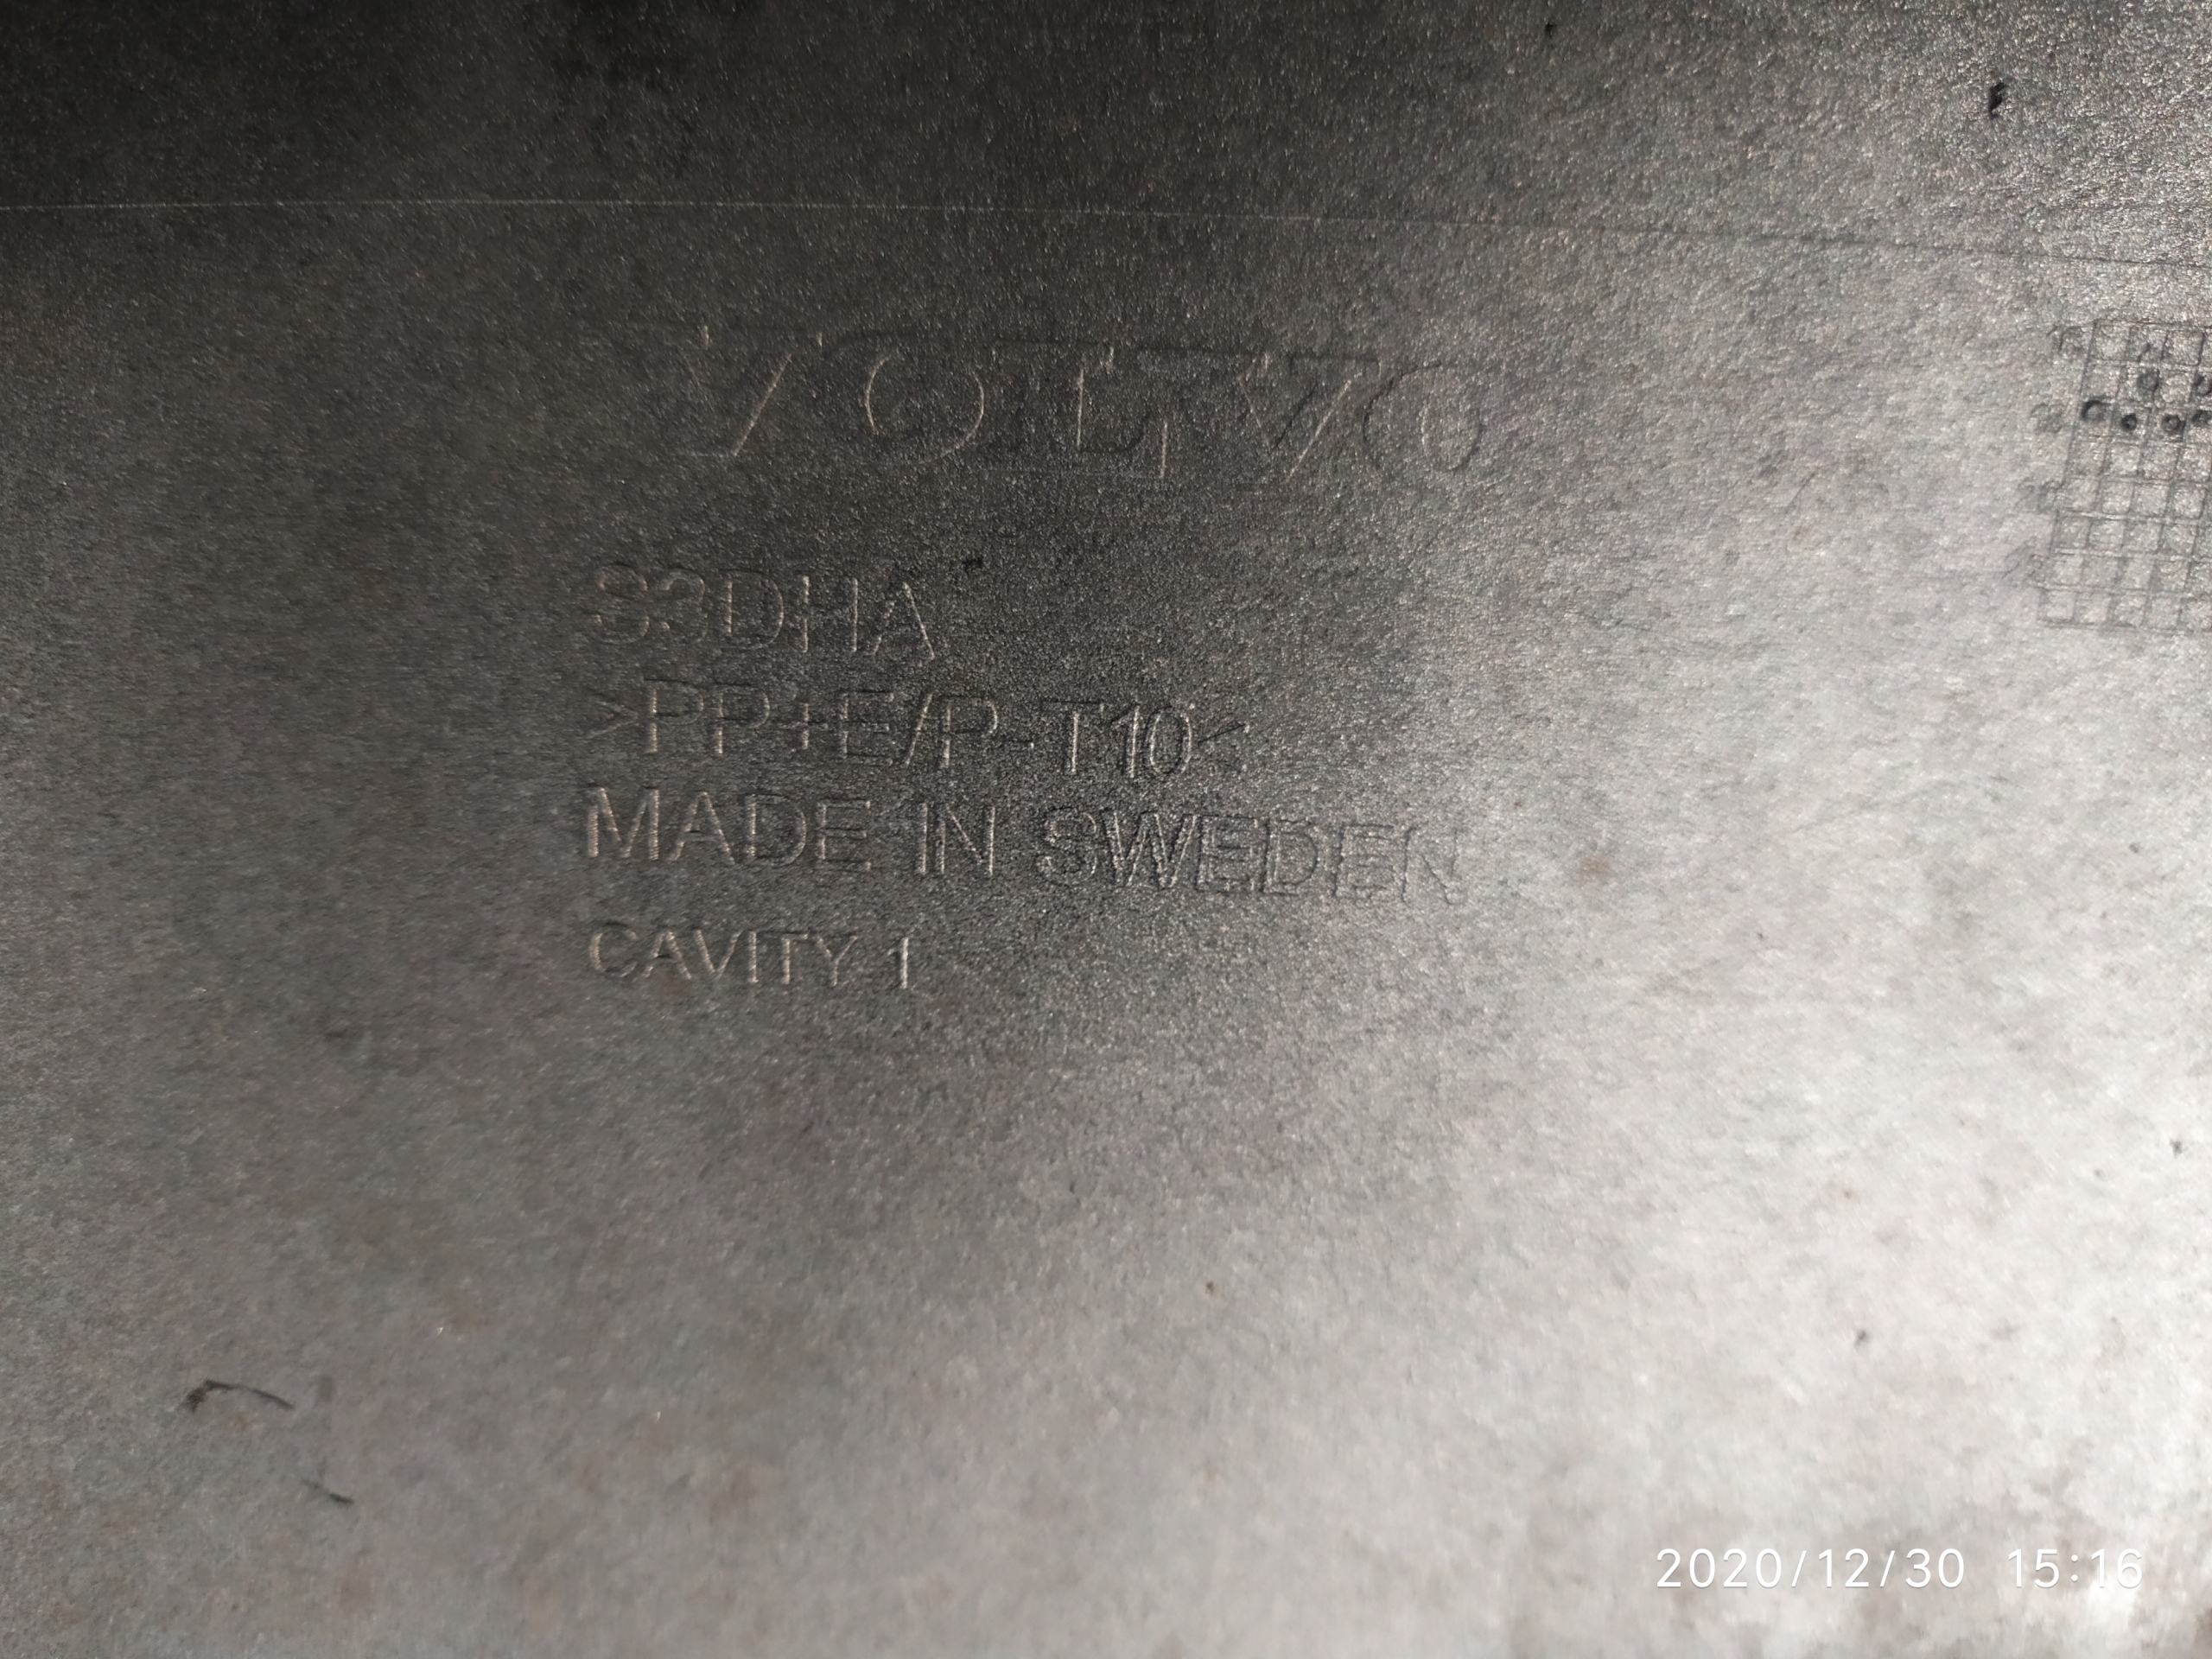 VOLVO
S3DHA
>PP+E/P-T10<
MADE IN SWEDEN
CAVITY 1
2020/12/30 15:16